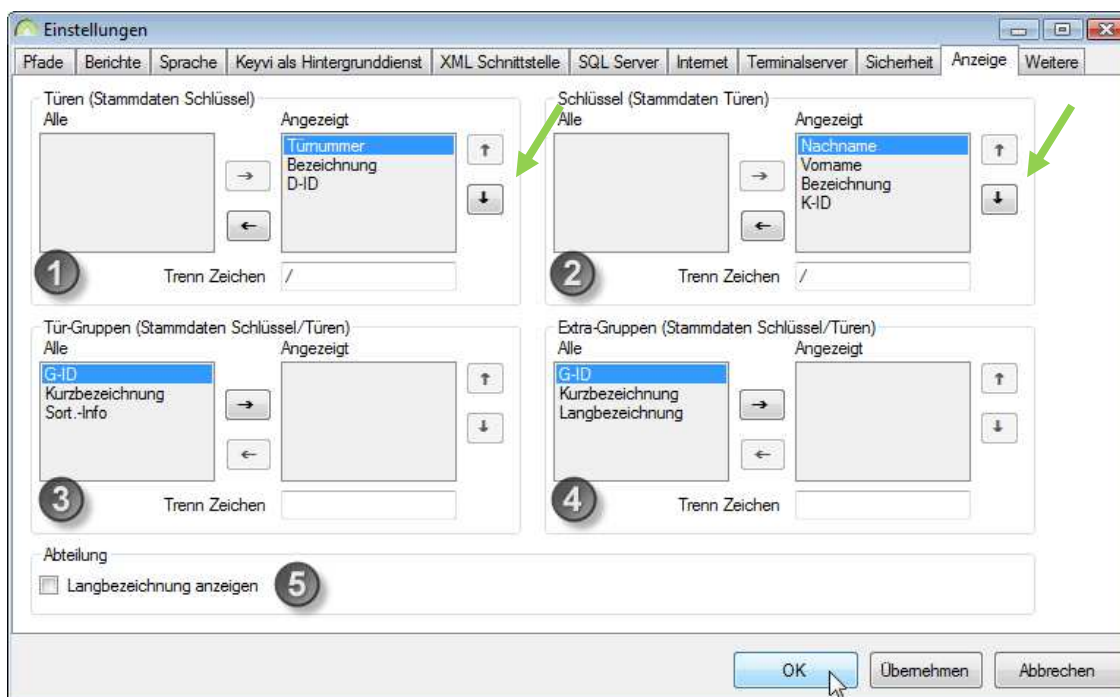 Einstellungen
Pfade Berichte Sprache Keyvi als Hintergrunddienst XML Schnittstelle SQL Server Internet Terminalserver Sicherheit Anzeige Weitere
Türen (Stammdaten Schlüssel)
Alle Angezeigt
Türnummer
Bezeichnung
D-ID
1 Trenn Zeichen /
Schlüssel (Stammdaten Türen)
Alle Angezeigt
Nachname
Vorname
Bezeichnung
K-ID
2 Trenn Zeichen /
Tür-Gruppen (Stammdaten Schlüssel/Türen)
Alle Angezeigt
G-ID
Kurzbezeichnung
Sort.-Info
3 Trenn Zeichen
Extra-Gruppen (Stammdaten Schlüssel/Türen)
Alle Angezeigt
G-ID
Kurzbezeichnung
Langbezeichnung
4 Trenn Zeichen
Abteilung
Langbezeichnung anzeigen 5
OK Übernehmen Abbrechen